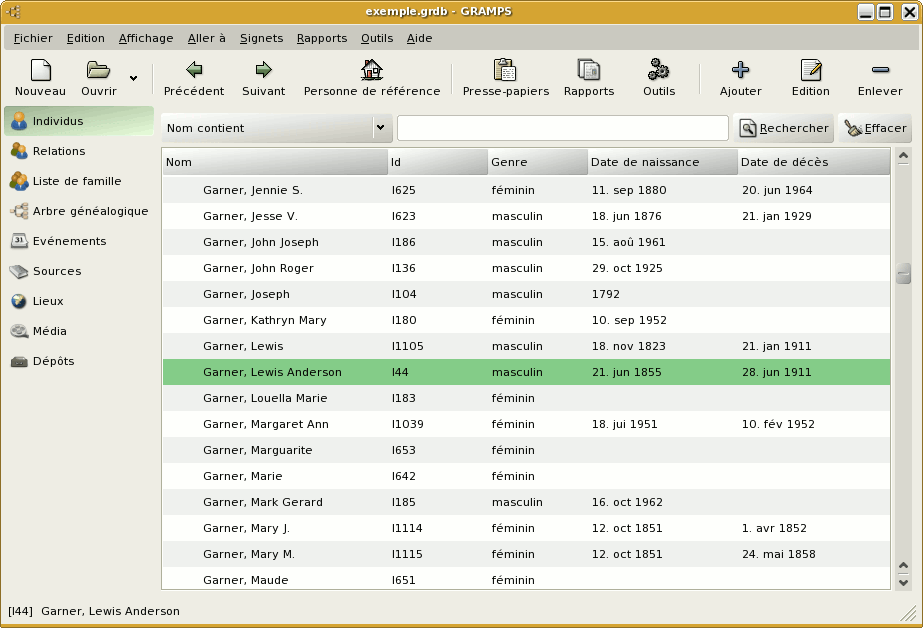 exemple.grdb - GRAMPS
Fichier Edition Affichage Aller à Signets Rapports Outils Aide
Nouveau Ouvrir Précédent Suivant Personne de référence Presse-papiers Rapports Outils Ajouter Edition Enlever
Individus
Relations
Liste de famille
Arbre généalogique
31 Evénements
Sources
Lieux
Média
Dépôts
Nom contient Rechercher Effacer
Nom Id Genre Date de naissance Date de décès
Garner, Jennie S. I625 féminin 11. sep 1880 20. jun 1964
Garner, Jesse V. I623 masculin 18. jun 1876 21. jan 1929
Garner, John Joseph I186 masculin 15. aoû 1961
Garner, John Roger I136 masculin 29. oct 1925
Garner, Joseph I104 masculin 1792
Garner, Kathryn Mary I180 féminin 10. sep 1952
Garner, Lewis I1105 masculin 18. nov 1823 21. jan 1911
Garner, Lewis Anderson I44 masculin 21. jun 1855 28. jun 1911
Garner, Louella Marie I183 féminin
Garner, Margaret Ann I1039 féminin 18. jui 1951 10. fév 1952
Garner, Marguarite I653 féminin
Garner, Marie I642 féminin
Garner, Mark Gerard I185 masculin 16. oct 1962
Garner, Mary J. I1114 féminin 12. oct 1851 1. avr 1852
Garner, Mary M. I1115 féminin 12. oct 1851 24. mai 1858
Garner, Maude I651 féminin
[I44] Garner, Lewis Anderson